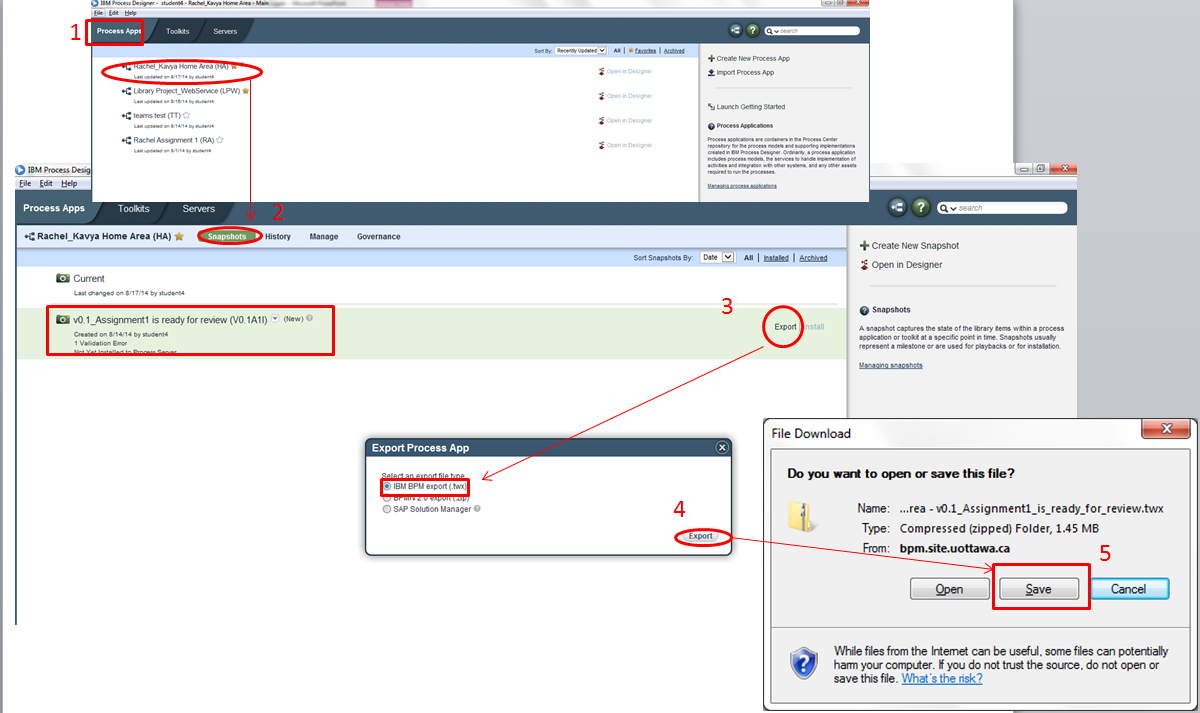 IBM Process Designer - student4 - Rachel_Kavya Home Area - Main
File Edit Help
1
Process Apps Toolkits Servers
search
Sort By: Recently Updated All | Favorites | Archived
Rachel_Kavya Home Area (HA)
Last updated on 8/17/14 by student4
Open in Designer
Library Project_WebService (LPW)
Last updated on 8/16/14 by student4
Open in Designer
teams test (TT)
Last updated on 8/14/14 by student4
Open in Designer
Rachel Assignment 1 (RA)
Last updated on 8/1/14 by student4
Open in Designer
Create New Process App
Import Process App
Launch Getting Started
Process Applications
Process applications are containers in the Process Center
repository for the process models and supporting implementations
created in IBM Process Designer. Ordinarily, a process application
includes process models, the services to handle implementation of
activities and integration with other systems, and any other assets
required to run the processes.
Managing process applications
IBM Process Desig
File Edit Help
Process Apps Toolkits Servers
2
search
Rachel_Kavya Home Area (HA) Snapshots History Manage Governance
Sort Snapshots By: Date All | Installed | Archived
Current
Last changed on 8/17/14 by student4
3
v0.1_Assignment1 is ready for review (V0.1A1I) (New)
Created on 8/14/14 by student4
1 Validation Error
Not Yet Installed to Process Server
Export Install
Create New Snapshot
Open in Designer
Snapshots
A snapshot captures the state of the library items within a process
application or toolkit at a specific point in time. Snapshots usually
represent a milestone or are used for playbacks or for installation.
Managing snapshots
Export Process App
Select an export file type
IBM BPM export (.twx)
BPMN 2.0 export (.zip)
SAP Solution Manager
4
Export
File Download
Do you want to open or save this file?
Name: ...rea - v0.1_Assignment1_is_ready_for_review.twx
Type: Compressed (zipped) Folder, 1.45 MB
From: bpm.site.uottawa.ca
5
Open Save Cancel
While files from the Internet can be useful, some files can potentially
harm your computer. If you do not trust the source, do not open or
save this file. What's the risk?